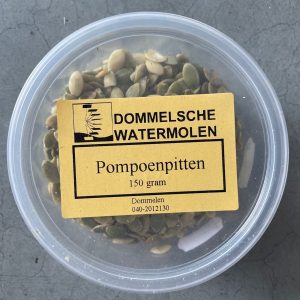 DOMMELSCHE
WATERMOLEN
Pompoenpitten
150 gram
Dommelen
040-2012130